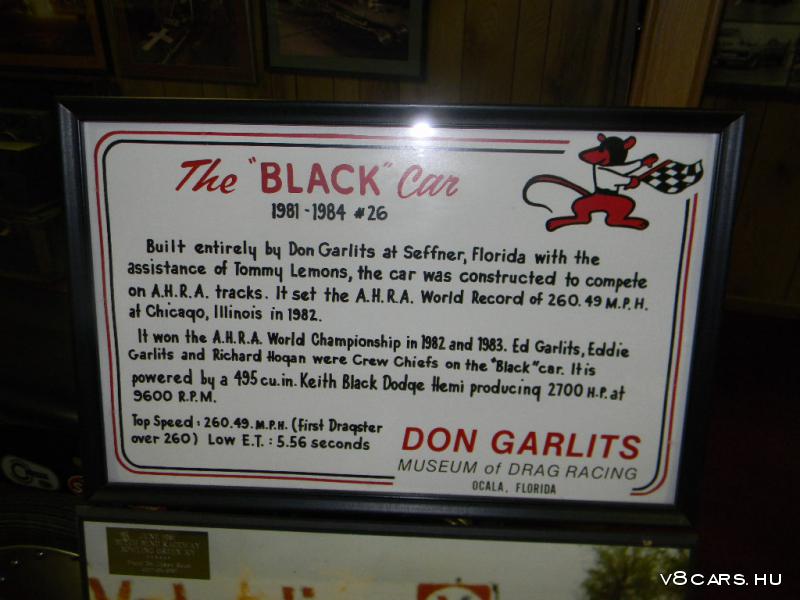 The "BLACK" Car
1981-1984 #26
Built entirely by Don Garlits at Seffner, Florida with the
assistance of Tommy Lemons, the car was constructed to compete
on A.H.R.A. tracks. It set the A.H.R.A. World Record of 260.49 M.P.H.
at Chicago, Illinois in 1982.
It won the A.H.R.A. World Championship in 1982 and 1983. Ed Garlits, Eddie
Garlits and Richard Hogan were Crew Chiefs on the "Black" car. It is
powered by a 495 cu. in. Keith Black Dodge Hemi producing 2700 H.P. at
9600 R.P.M.
Top Speed: 260.49. M.P.H. (First Dragster
over 260) Low E.T.: 5.56 seconds
DON GARLITS
MUSEUM of DRAG RACING
OCALA, FLORIDA
V8CARS.HU